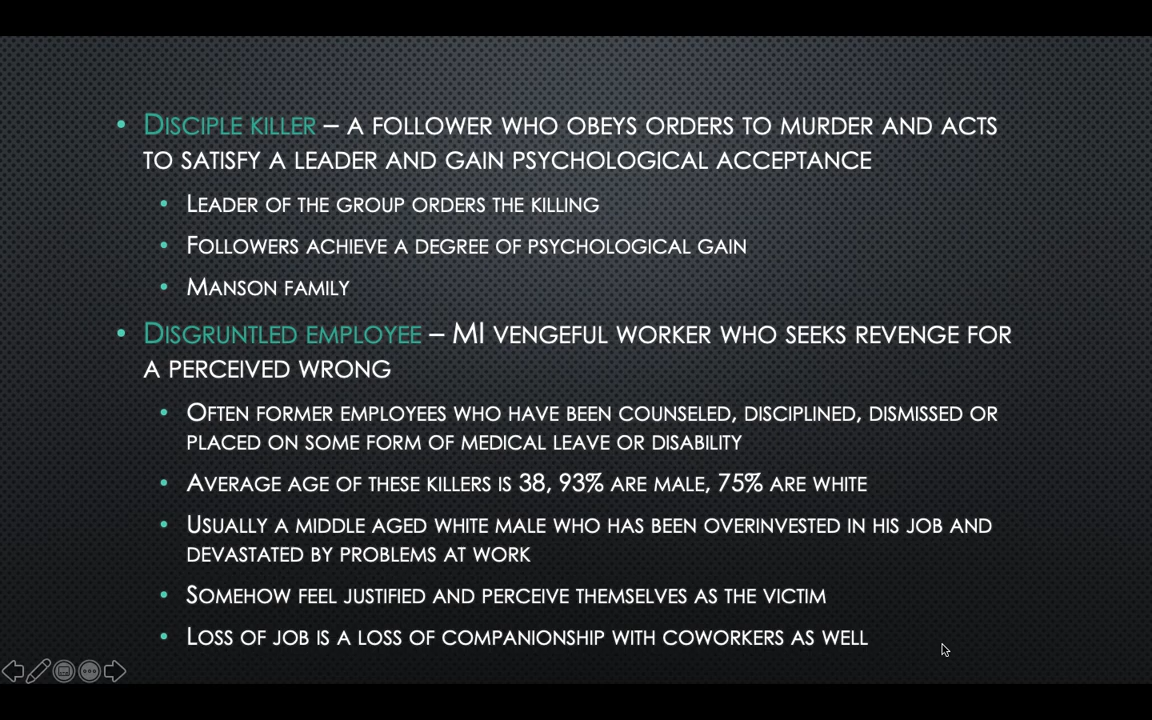 • Disciple killer – a follower who obeys orders to murder and acts
to satisfy a leader and gain psychological acceptance
• Leader of the group orders the killing
• Followers achieve a degree of psychological gain
• Manson family
• Disgruntled employee – MI vengeful worker who seeks revenge for
a perceived wrong
• Often former employees who have been counseled, disciplined, dismissed or
placed on some form of medical leave or disability
• Average age of these killers is 38, 93% are male, 75% are white
• Usually a middle aged white male who has been overinvested in his job and
devastated by problems at work
• Somehow feel justified and perceive themselves as the victim
• Loss of job is a loss of companionship with coworkers as well